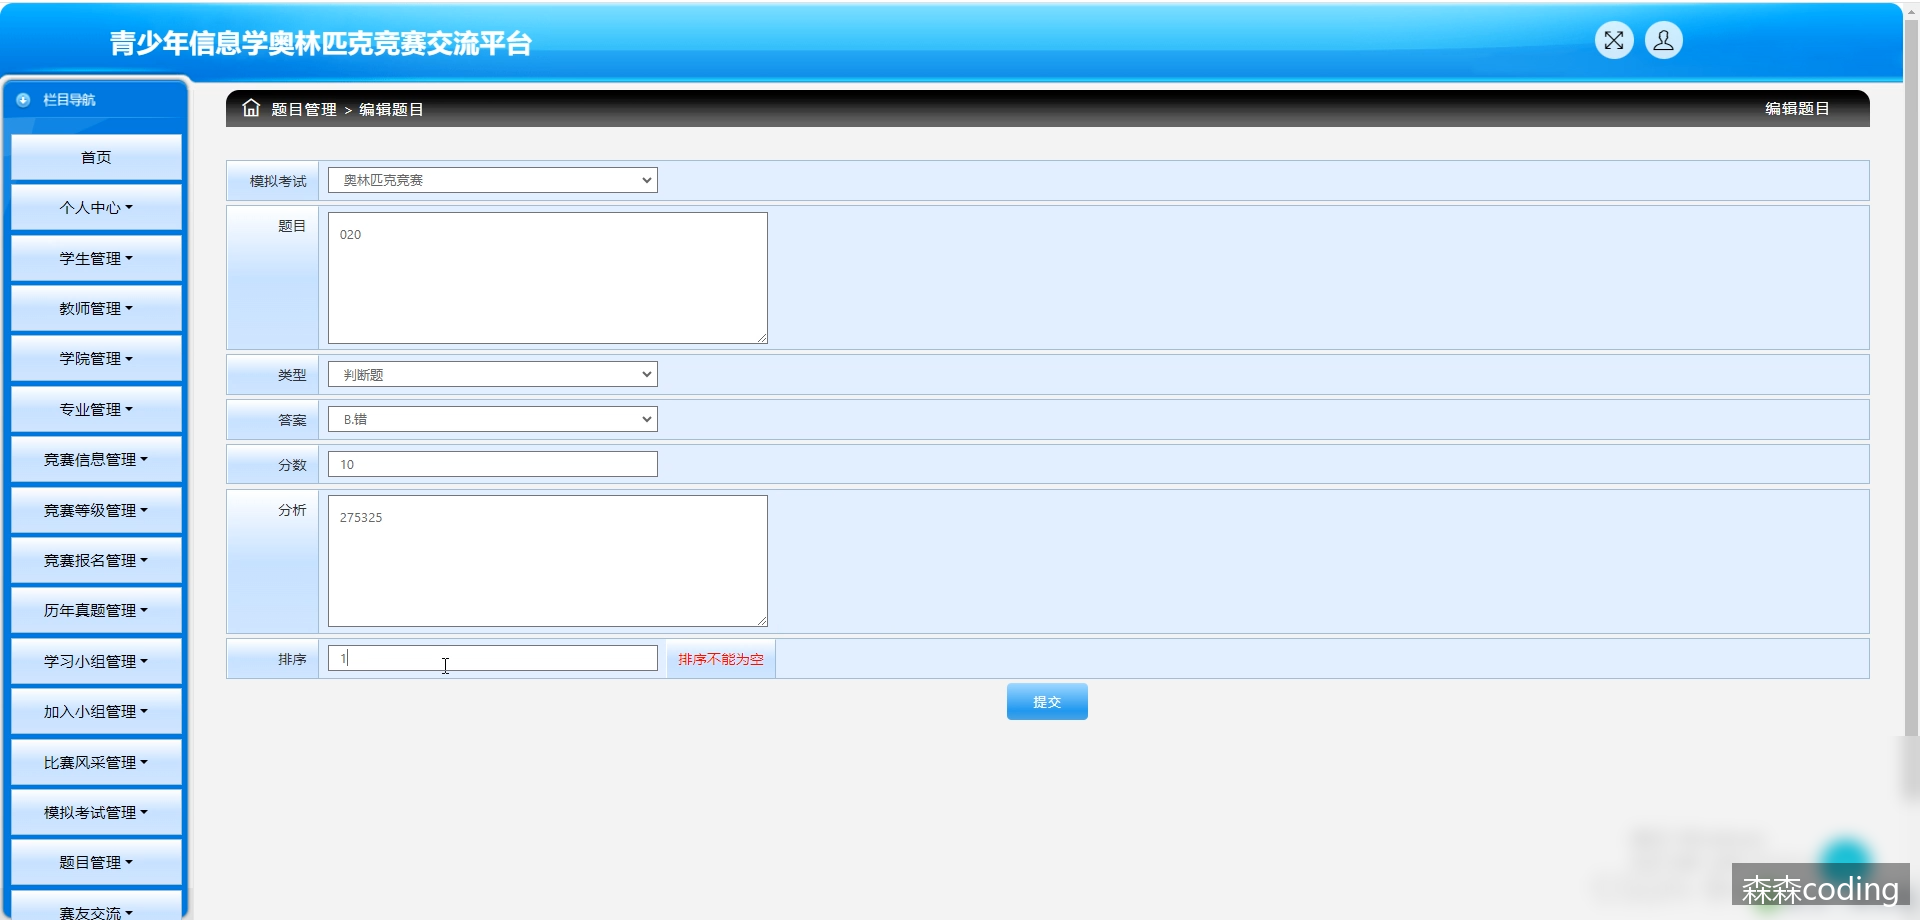 青少年信息学奥林匹克竞赛交流平台
栏目导航
首页
个人中心
学生管理
教师管理
学院管理
专业管理
竞赛信息管理
竞赛等级管理
竞赛报名管理
历年真题管理
学习小组管理
加入小组管理
比赛风采管理
模拟考试管理
题目管理
赛友交流
题目管理 > 编辑题目
编辑题目
模拟考试 奥林匹克竞赛
题目 020
类型 判断题
答案 B.错
分数 10
分析 275325
排序 1 排序不能为空
提交
森森coding